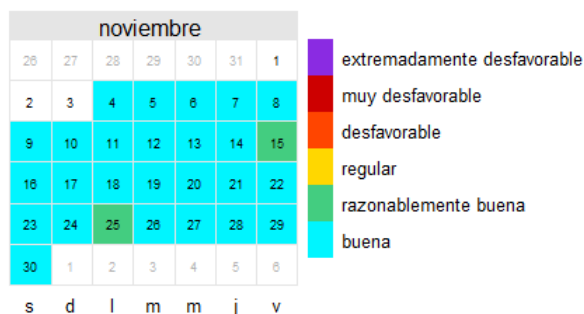 noviembre
26 27 28 29 30 31 1
2 3 4 5 6 7 8
9 10 11 12 13 14 15
16 17 18 19 20 21 22
23 24 25 26 27 28 29
30 1 2 3 4 5 6
s d l m m j v
extremadamente desfavorable
muy desfavorable
desfavorable
regular
razonablemente buena
buena